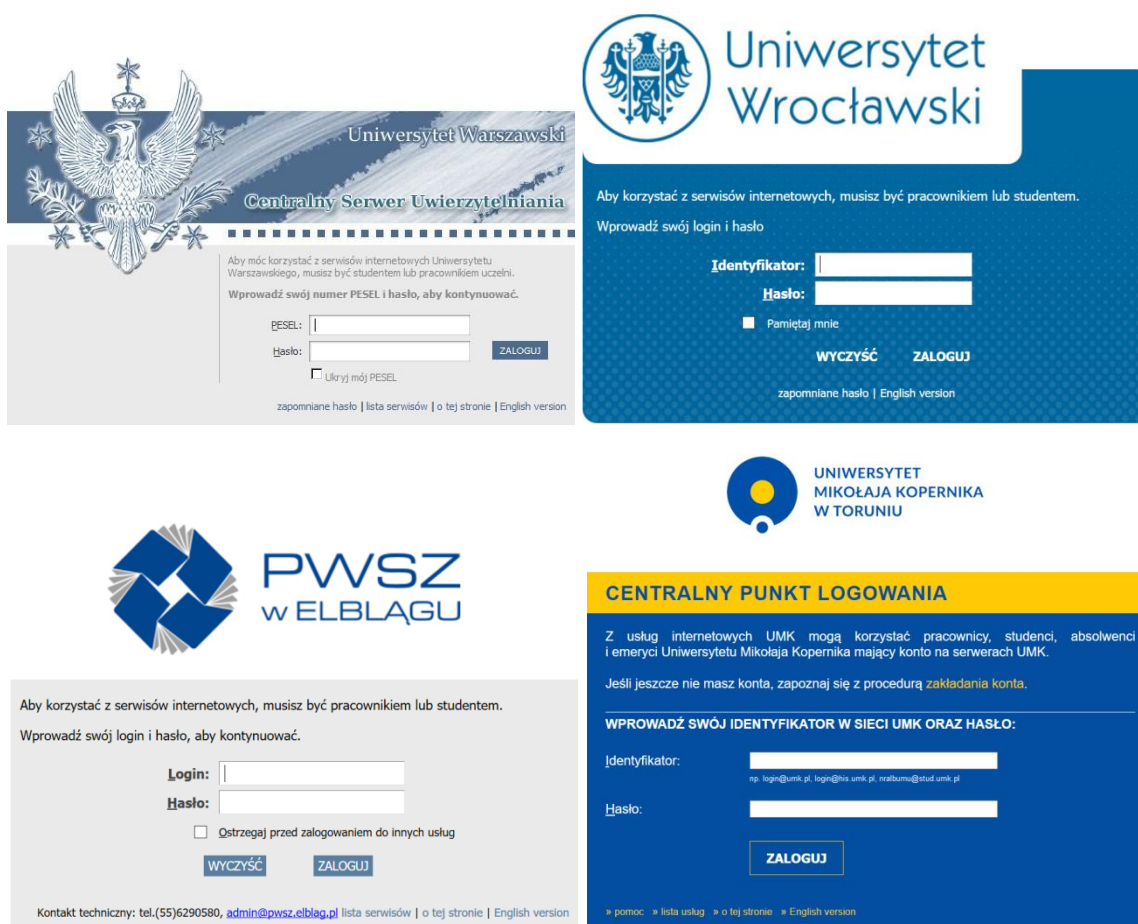 Uniwersytet Warszawski
Centralny Serwer Uwierzytelniania
Aby móc korzystać z serwisów internetowych Uniwersytetu
Warszawskiego, musisz być studentem lub pracownikiem uczelni.
Wprowadź swój numer PESEL i hasło, aby kontynuować.
PESEL:
Hasło:
ZALOGUJ
Ukryj mój PESEL
zapomniane hasło | lista serwisów | o tej stronie | English version
Uniwersytet
Wrocławski
Aby korzystać z serwisów internetowych, musisz być pracownikiem lub studentem.
Wprowadź swój login i hasło
Identyfikator:
Hasło:
Pamiętaj mnie
WYCZYŚĆ ZALOGUJ
zapomniane hasło | English version
PWSZ
w ELBLĄGU
Aby korzystać z serwisów internetowych, musisz być pracownikiem lub studentem.
Wprowadź swój login i hasło, aby kontynuować.
Login:
Hasło:
Ostrzegaj przed zalogowaniem do innych usług
WYCZYŚĆ ZALOGUJ
Kontakt techniczny: tel.(55)6290580, admin@pwsz.elblag.pl lista serwisów | o tej stronie | English version
UNIWERSYTET
MIKOŁAJA KOPERNIKA
W TORUNIU
CENTRALNY PUNKT LOGOWANIA
Z usług internetowych UMK mogą korzystać pracownicy, studenci, absolwenci
i emeryci Uniwersytetu Mikołaja Kopernika mający konto na serwerach UMK.
Jeśli jeszcze nie masz konta, zapoznaj się z procedurą zakładania konta.
WPROWADŹ SWÓJ IDENTYFIKATOR W SIECI UMK ORAZ HASŁO:
Identyfikator:
np. login@umk.pl, login@his.umk.pl, nralbumu@stud.umk.pl
Hasło:
ZALOGUJ
» pomoc » lista usług » o tej stronie » English version